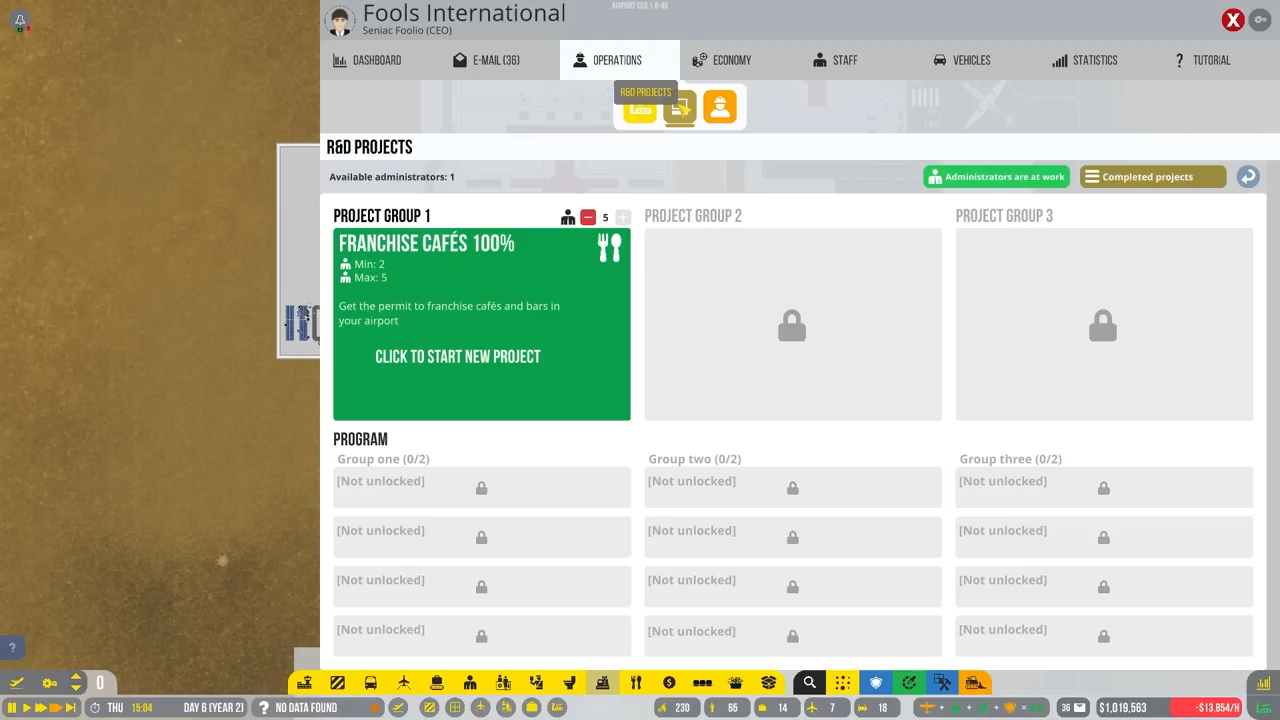 AIRPORT CEO 1.0-46
Fools International
Seniac Foolio (CEO)
DASHBOARD
E-MAIL (36)
OPERATIONS
ECONOMY
STAFF
VEHICLES
STATISTICS
TUTORIAL
R&D PROJECTS
R&D PROJECTS
Available administrators: 1
Administrators are at work
Completed projects
PROJECT GROUP 1
5
PROJECT GROUP 2
PROJECT GROUP 3
FRANCHISE CAFÉS 100%
Min: 2
Max: 5
Get the permit to franchise cafés and bars in
your airport
CLICK TO START NEW PROJECT
PROGRAM
Group one (0/2)
Group two (0/2)
Group three (0/2)
[Not unlocked]
[Not unlocked]
[Not unlocked]
[Not unlocked]
[Not unlocked]
[Not unlocked]
[Not unlocked]
[Not unlocked]
[Not unlocked]
[Not unlocked]
[Not unlocked]
[Not unlocked]
?
0
THU 15:04
DAY 6 (YEAR 2)
? NO DATA FOUND
230
65
14
7
18
36
$1,019,563
-$13,854/H